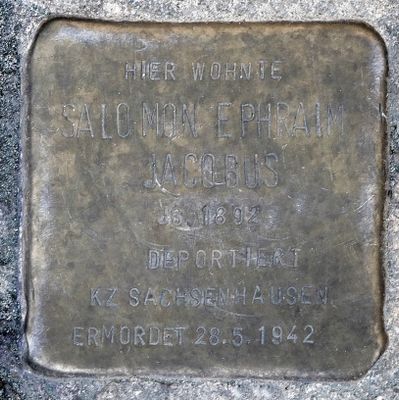 HIER WOHNTE
SALOMON EPHRAIM
JACOBUS
JG. 1892
DEPORTIERT
KZ SACHSENHAUSEN
ERMORDET 28.5.1942